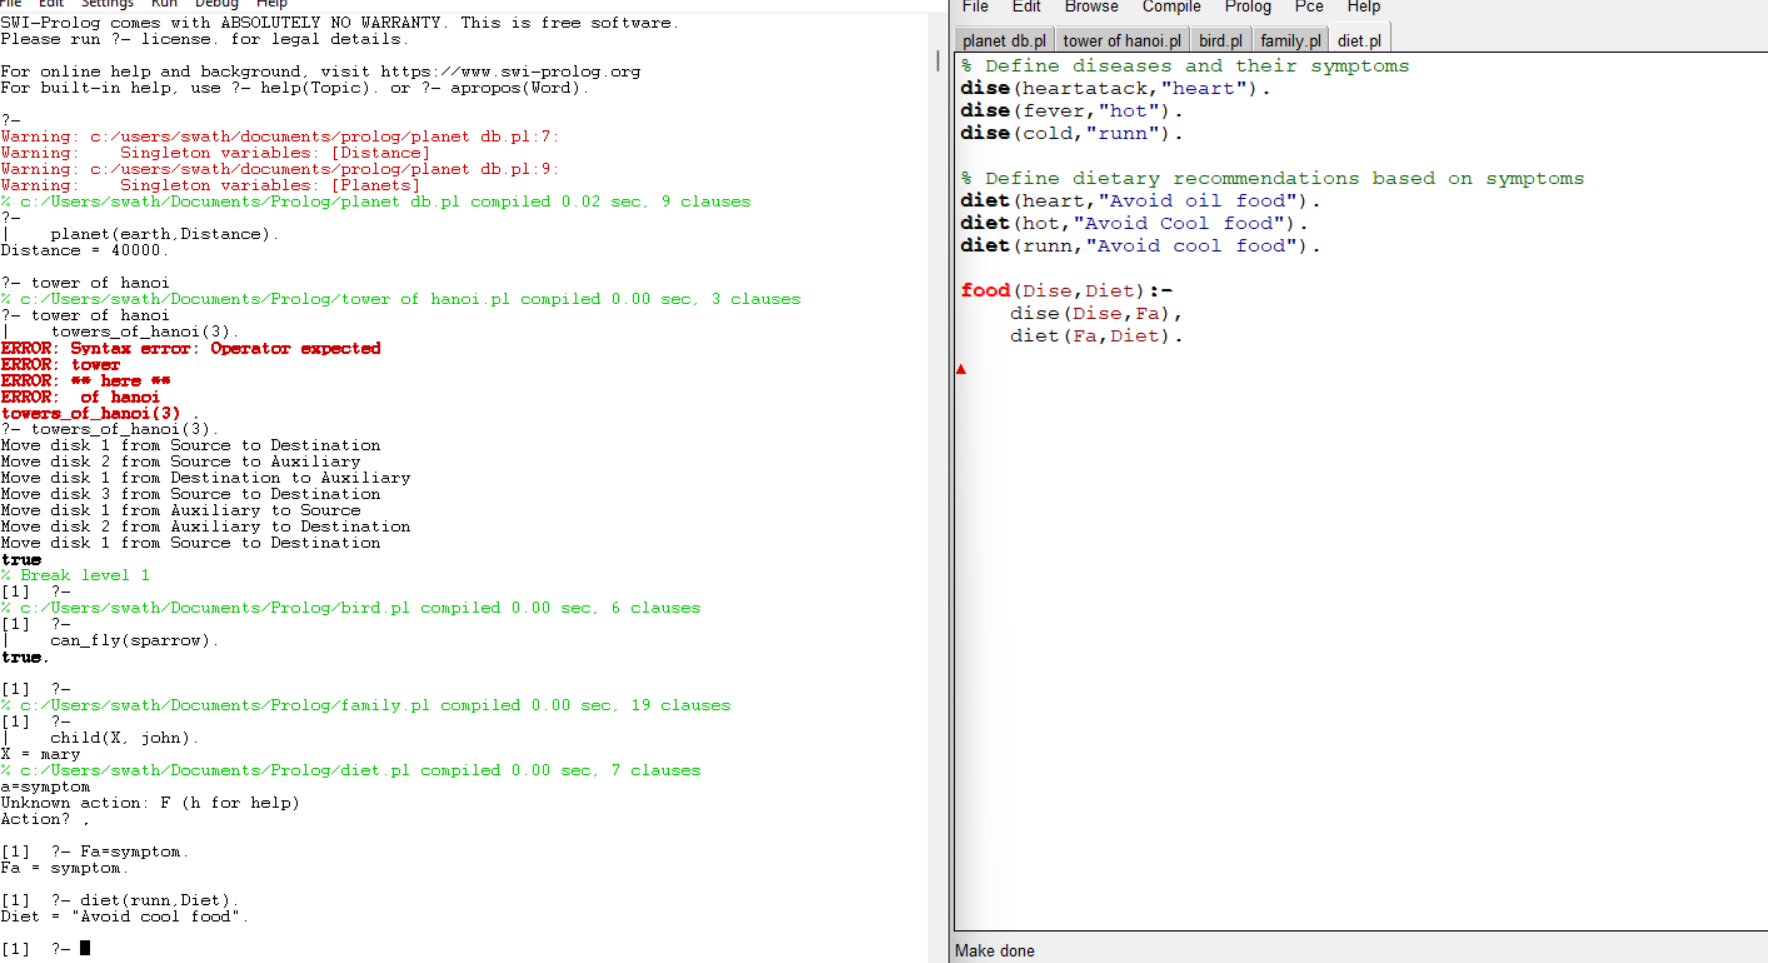 File Edit Settings Run Debug Help
SWI-Prolog comes with ABSOLUTELY NO WARRANTY. This is free software.
Please run ?- license. for legal details.
For online help and background, visit https://www.swi-prolog.org
For built-in help, use ?- help(Topic). or ?- apropos(Word).
?-
Warning: c:/users/swath/documents/prolog/planet db.pl:7:
Warning:    Singleton variables: [Distance]
Warning: c:/users/swath/documents/prolog/planet db.pl:9:
Warning:    Singleton variables: [Planets]
% c:/Users/swath/Documents/Prolog/planet db.pl compiled 0.02 sec, 9 clauses
?-
|    planet(earth,Distance).
Distance = 40000.
?- tower of hanoi
% c:/Users/swath/Documents/Prolog/tower of hanoi.pl compiled 0.00 sec, 3 clauses
?- tower of hanoi
|    towers_of_hanoi(3).
ERROR: Syntax error: Operator expected
ERROR: tower
ERROR: ** here **
ERROR:  of hanoi
towers_of_hanoi(3) .
?- towers_of_hanoi(3).
Move disk 1 from Source to Destination
Move disk 2 from Source to Auxiliary
Move disk 1 from Destination to Auxiliary
Move disk 3 from Source to Destination
Move disk 1 from Auxiliary to Source
Move disk 2 from Auxiliary to Destination
Move disk 1 from Source to Destination
true
% Break level 1
[1]  ?-
% c:/Users/swath/Documents/Prolog/bird.pl compiled 0.00 sec, 6 clauses
[1]  ?-
|    can_fly(sparrow).
true.
[1]  ?-
% c:/Users/swath/Documents/Prolog/family.pl compiled 0.00 sec, 19 clauses
[1]  ?-
|    child(X, john).
X = mary
% c:/Users/swath/Documents/Prolog/diet.pl compiled 0.00 sec, 7 clauses
a=symptom
Unknown action: F (h for help)
Action? .
[1]  ?- Fa=symptom.
Fa = symptom.
[1]  ?- diet(runn,Diet).
Diet = "Avoid cool food".
[1]  ?-
File Edit Browse Compile Prolog Pce Help
planet db.pl tower of hanoi.pl bird.pl family.pl diet.pl
% Define diseases and their symptoms
dise(heartatack,"heart").
dise(fever,"hot").
dise(cold,"runn").
% Define dietary recommendations based on symptoms
diet(heart,"Avoid oil food").
diet(hot,"Avoid Cool food").
diet(runn,"Avoid cool food").
food(Dise,Diet):-
    dise(Dise,Fa),
    diet(Fa,Diet).
Make done